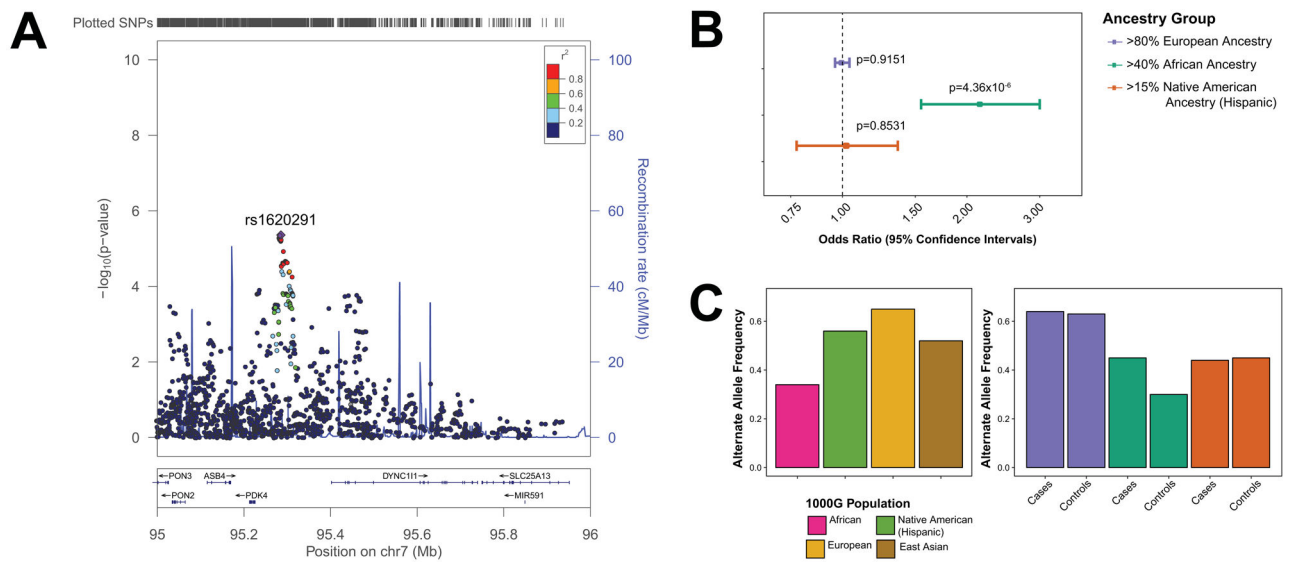 A
Plotted SNPs
10
8
6
4
2
0
−log10(p−value)
100
80
60
40
20
0
Recombination rate (cM/Mb)
r2
0.8
0.6
0.4
0.2
rs1620291
PON3
ASB4
DYNC1I1
SLC25A13
PON2
PDK4
MIR591
95
95.2
95.4
95.6
95.8
96
Position on chr7 (Mb)
B
p=0.9151
p=4.36x10-6
p=0.8531
0.75
1.00
1.50
2.00
3.00
Odds Ratio (95% Confidence Intervals)
Ancestry Group
>80% European Ancestry
>40% African Ancestry
>15% Native American
Ancestry (Hispanic)
C
Alternate Allele Frequency
0.6
0.4
0.2
0.0
1000G Population
African
Native American
(Hispanic)
European
East Asian
Alternate Allele Frequency
0.6
0.4
0.2
0.0
Cases
Controls
Cases
Controls
Cases
Controls